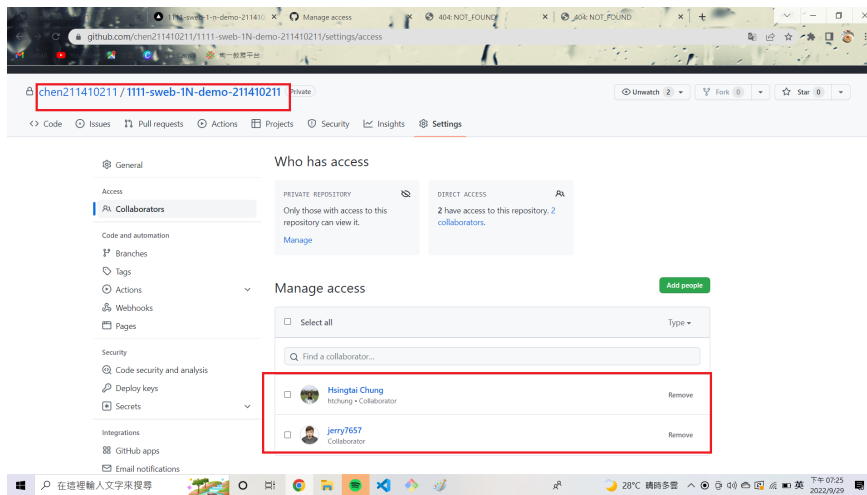 1111-sweb-1-n-demo-211410
Manage access
404: NOT_FOUND
404: NOT_FOUND
github.com/chen211410211/1111-sweb-1N-demo-211410211/settings/access
chen211410211 / 1111-sweb-1N-demo-211410211
Private
Unwatch 2
Fork 0
Star 0
Code
Issues
Pull requests
Actions
Projects
Security
Insights
Settings
General
Access
Collaborators
Code and automation
Branches
Tags
Actions
Webhooks
Pages
Security
Code security and analysis
Deploy keys
Secrets
Integrations
GitHub apps
Email notifications
Who has access
PRIVATE REPOSITORY
Only those with access to this
repository can view it.
Manage
DIRECT ACCESS
2 have access to this repository. 2
collaborators.
Manage access
Add people
Select all
Type
Find a collaborator...
Hsingtai Chung
htchung • Collaborator
Remove
jerry7657
Collaborator
Remove
在這裡輸入文字來搜尋
28°C 晴時多雲
英
下午 07:25
2022/9/29